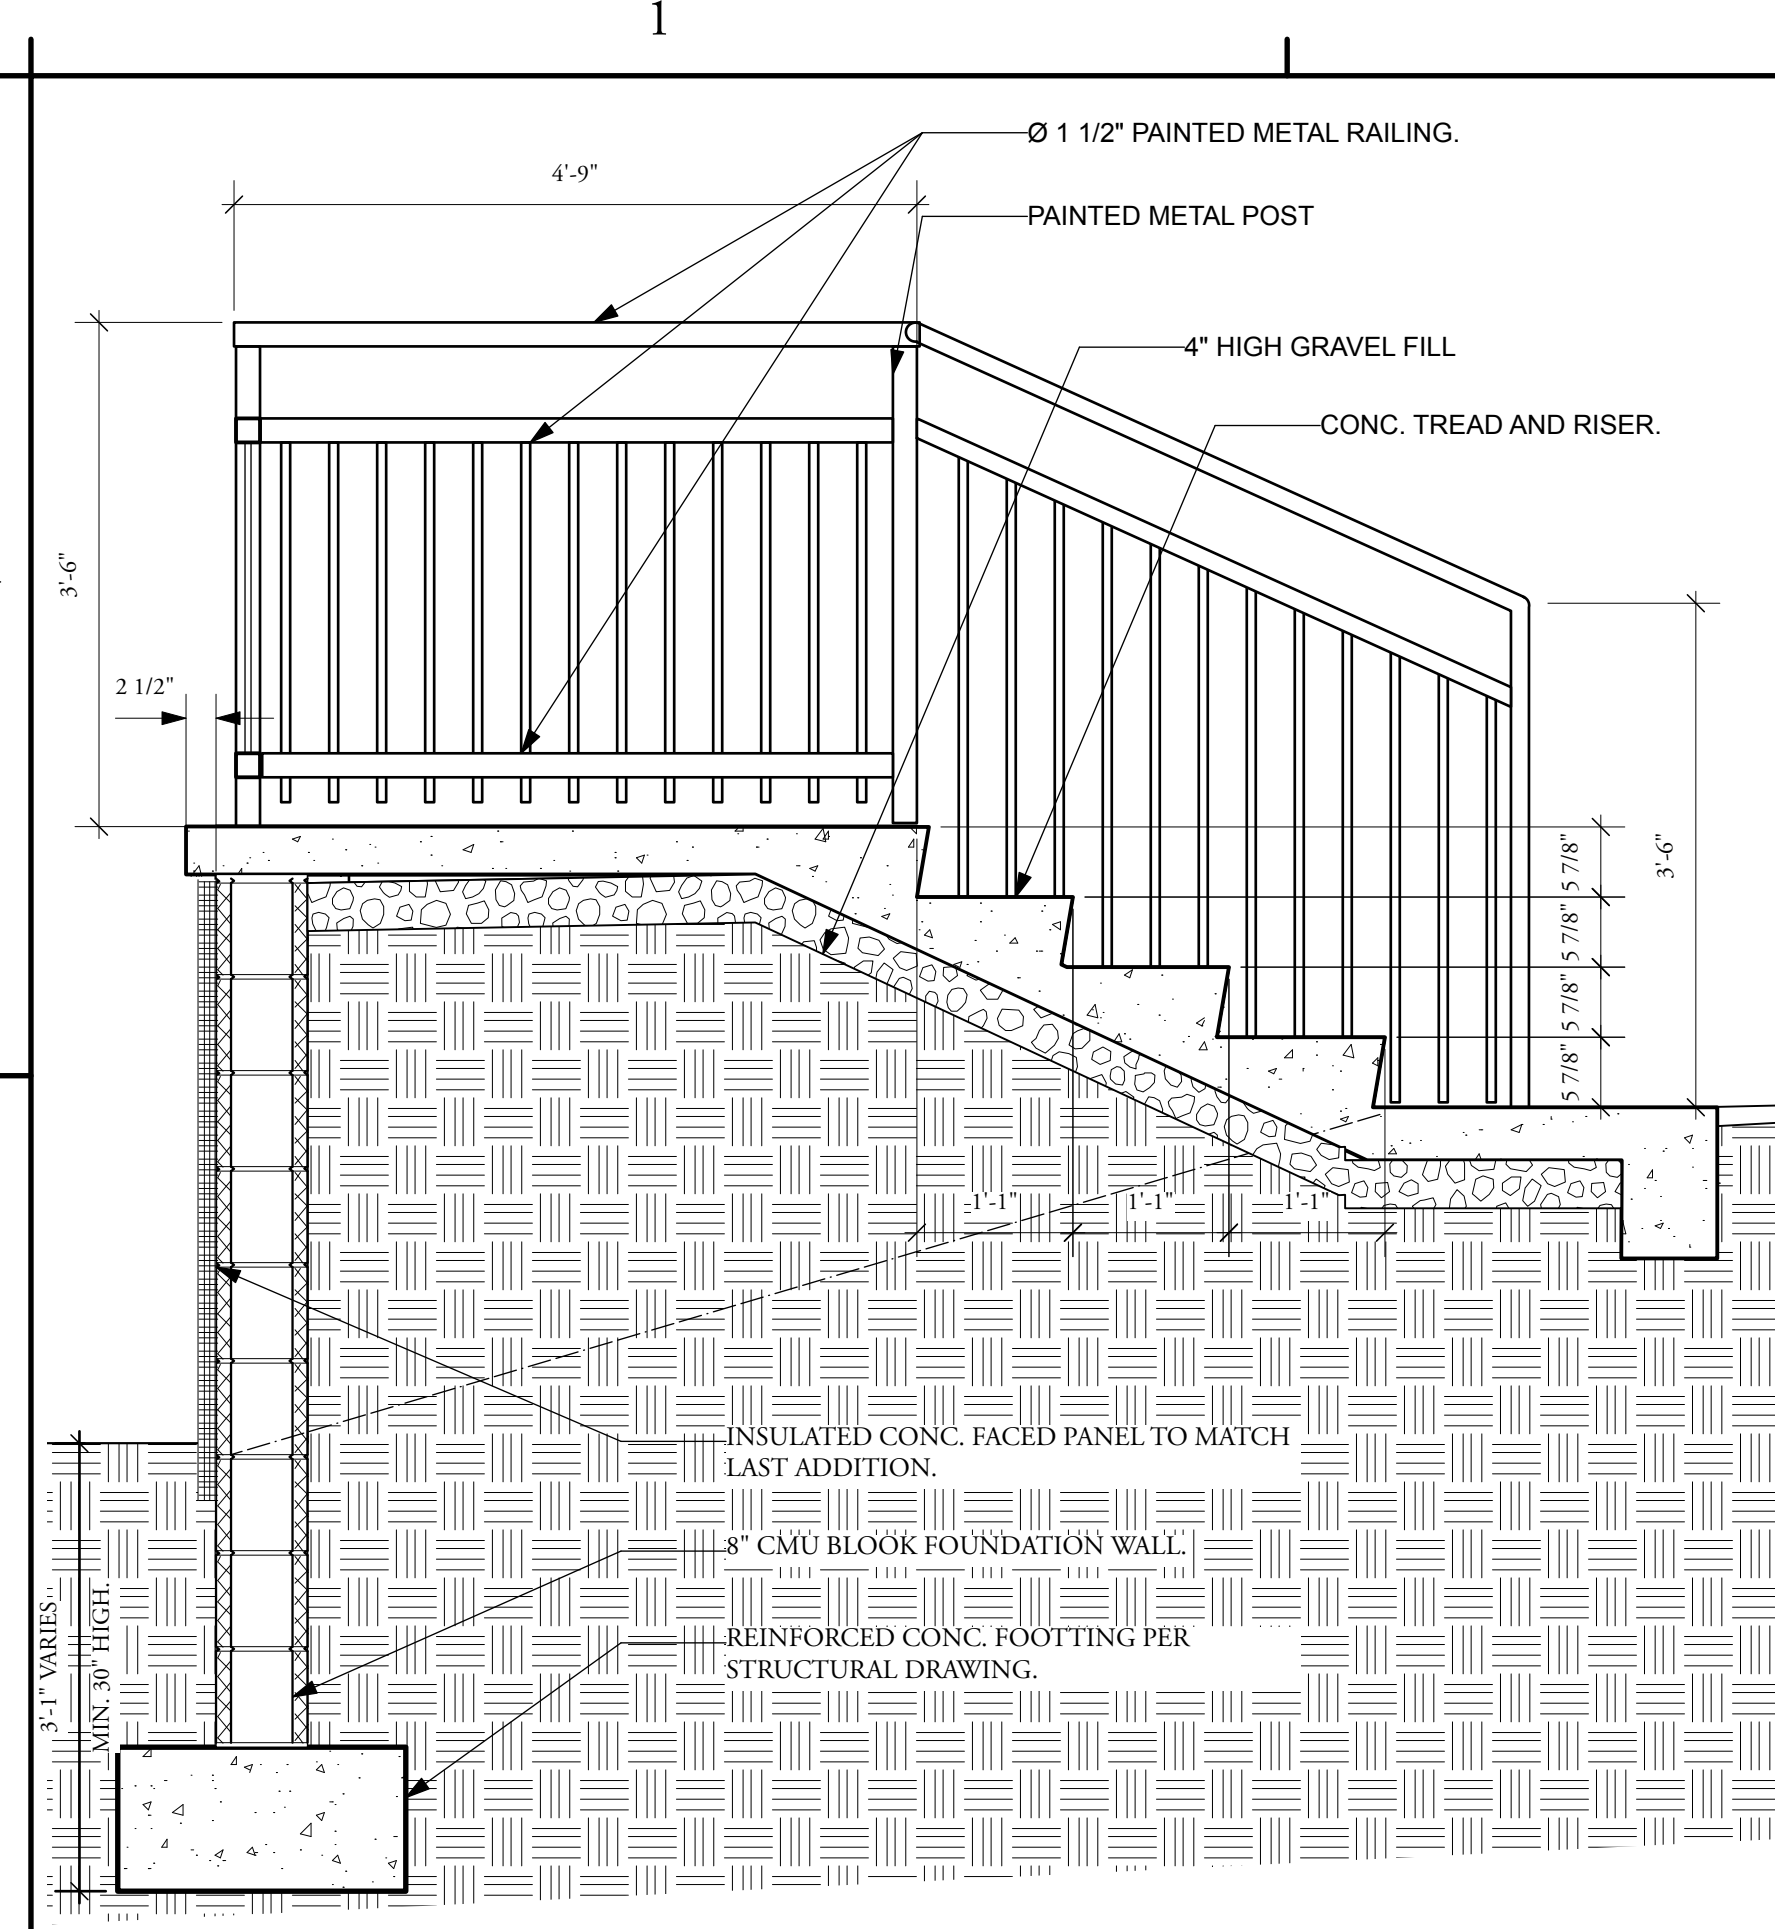 1
Ø 1 1/2" PAINTED METAL RAILING.
4'-9"
PAINTED METAL POST
4" HIGH GRAVEL FILL
CONC. TREAD AND RISER.
3'-6"
2 1/2"
5 7/8"
5 7/8"
5 7/8"
5 7/8"
3'-6"
1'-1"
1'-1"
1'-1"
INSULATED CONC. FACED PANEL TO MATCH
LAST ADDITION.
8" CMU BLOOK FOUNDATION WALL.
REINFORCED CONC. FOOTTING PER
STRUCTURAL DRAWING.
3'-1" VARIES
MIN. 30" HIGH.